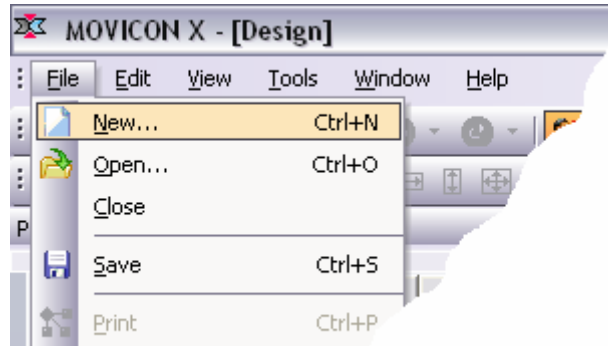 MOVICON X - [Design]
File Edit View Tools Window Help
New... Ctrl+N
Open... Ctrl+O
Close
P
Save Ctrl+S
Print Ctrl+P